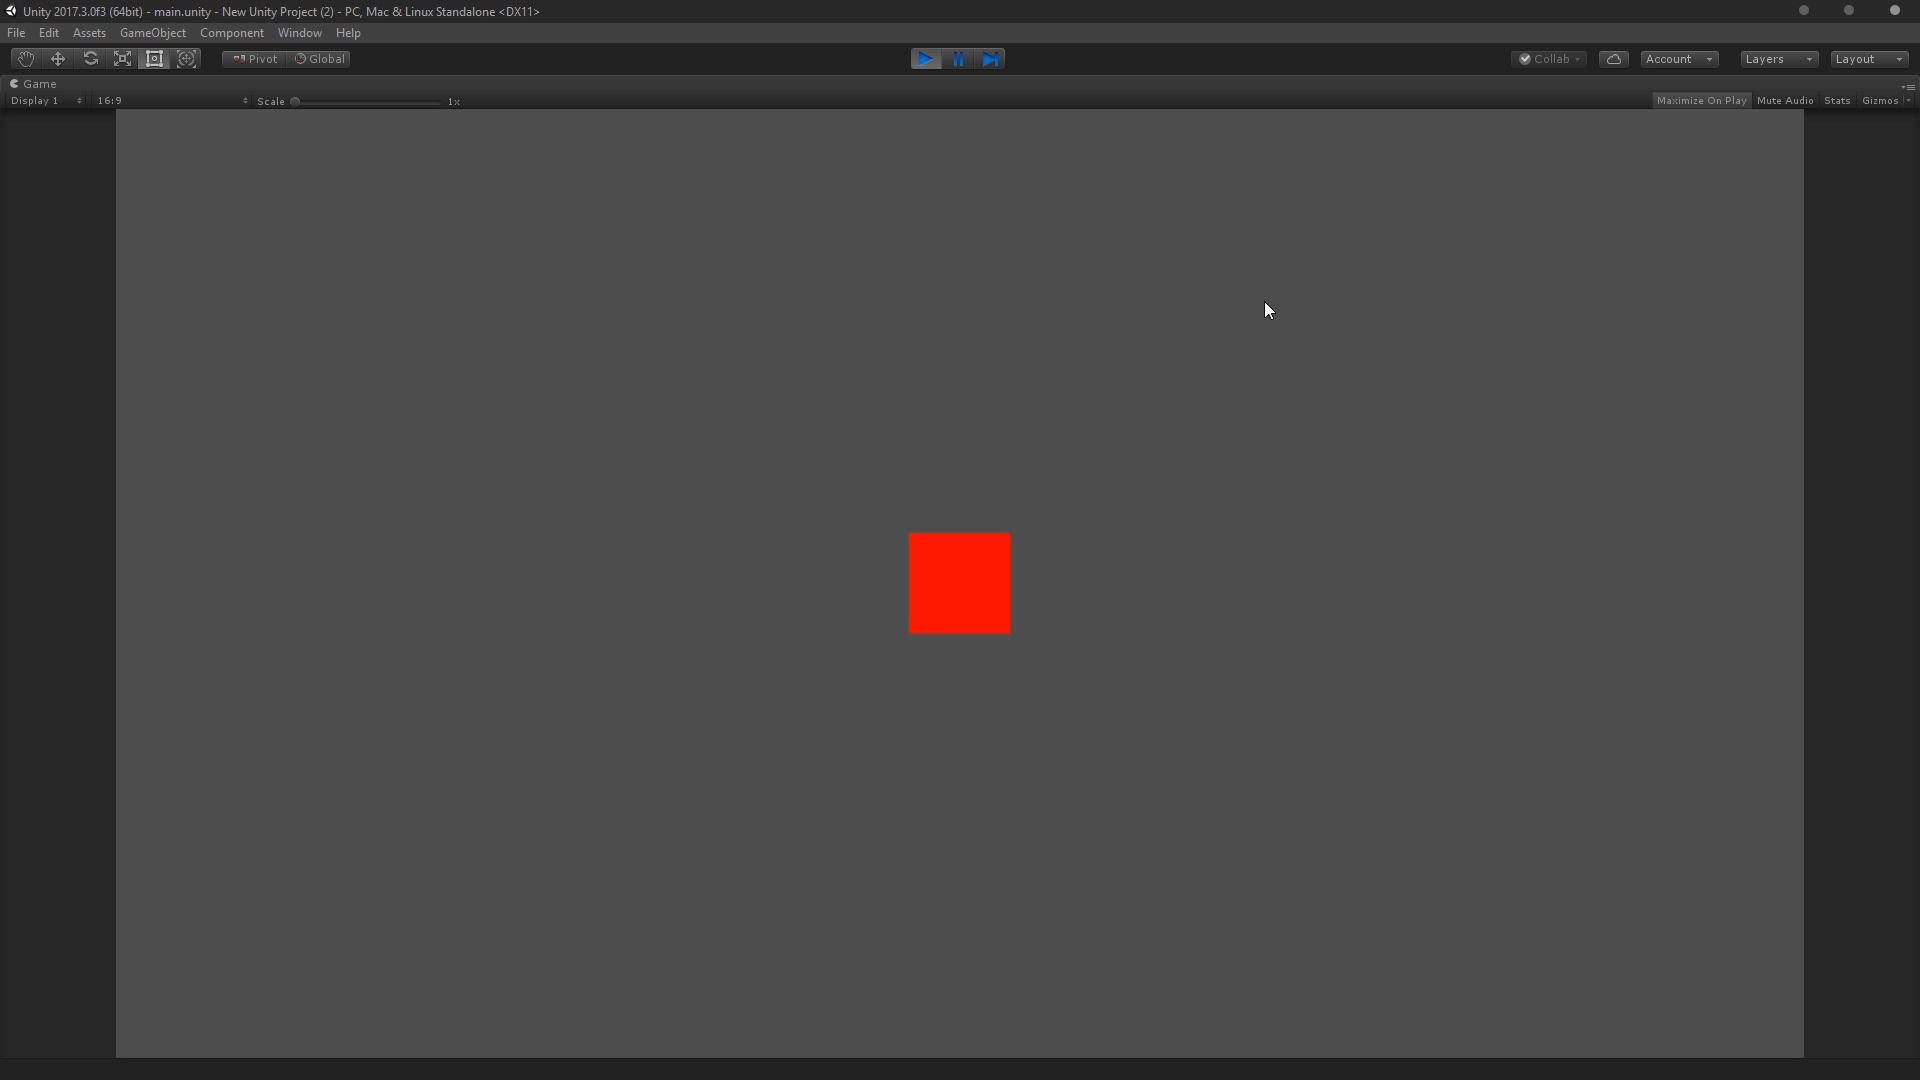 Unity 2017.3.0f3 (64bit) - main.unity - New Unity Project (2) - PC, Mac & Linux Standalone <DX11>
File Edit Assets GameObject Component Window Help
Pivot Global Collab Account Layers Layout
Game
Display 1 16:9 Scale 1x Maximize On Play Mute Audio Stats Gizmos